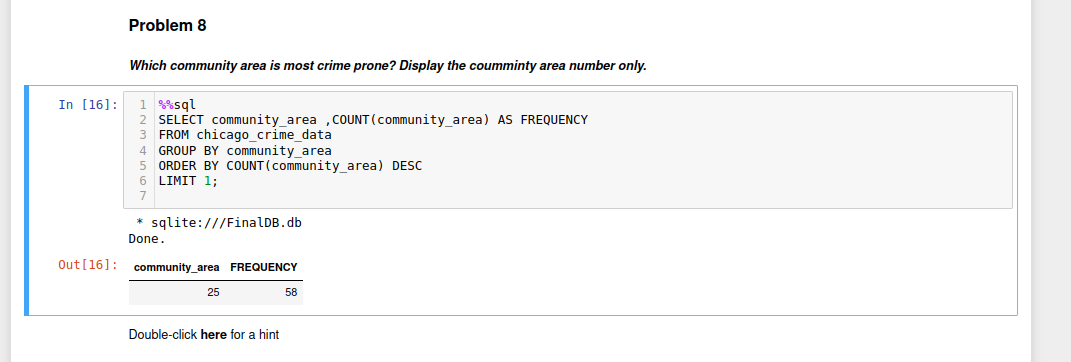 Problem 8
Which community area is most crime prone? Display the coumminty area number only.
In [16]:
1 %%sql
2 SELECT community_area ,COUNT(community_area) AS FREQUENCY
3 FROM chicago_crime_data
4 GROUP BY community_area
5 ORDER BY COUNT(community_area) DESC
6 LIMIT 1;
7
* sqlite:///FinalDB.db
Done.
Out[16]:
community_area FREQUENCY
25 58
Double-click here for a hint